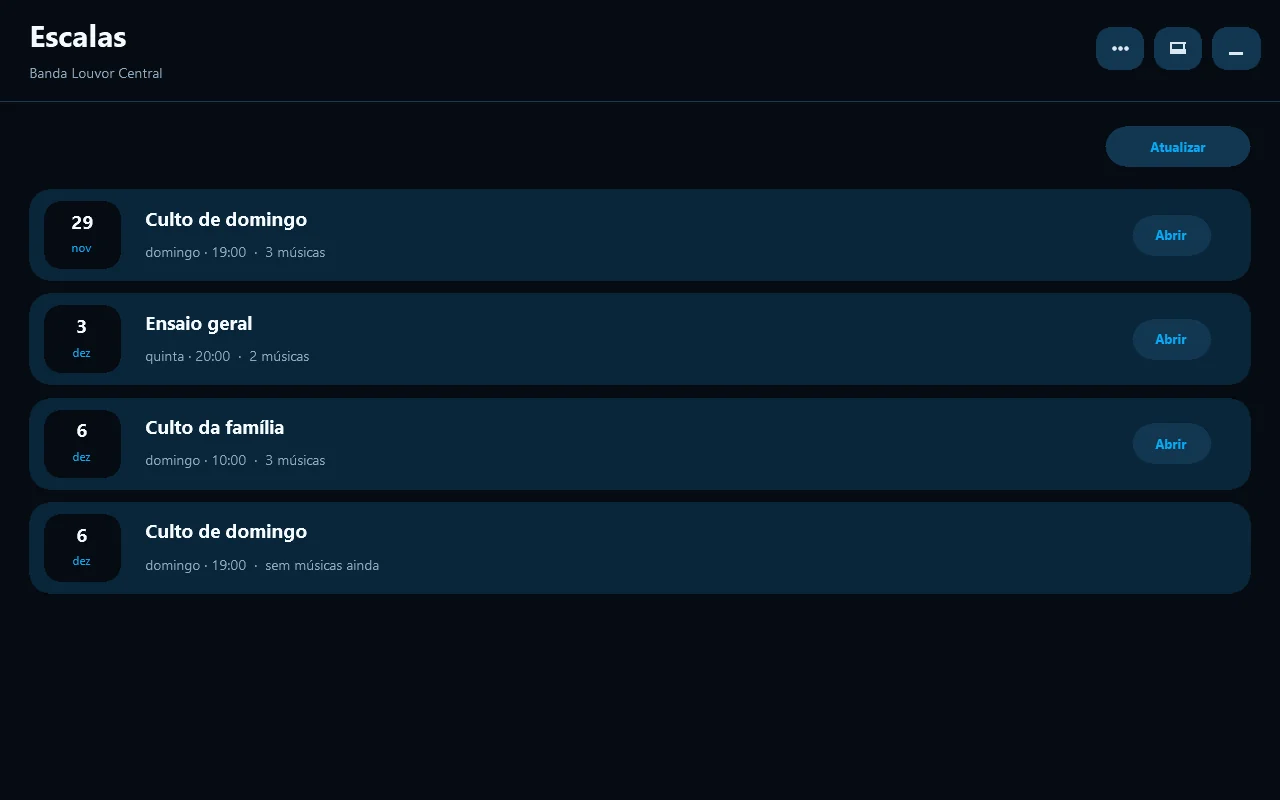 Escalas
Banda Louvor Central
Atualizar
29
nov
Culto de domingo
domingo · 19:00 · 3 músicas
Abrir
3
dez
Ensaio geral
quinta · 20:00 · 2 músicas
Abrir
6
dez
Culto da família
domingo · 10:00 · 3 músicas
Abrir
6
dez
Culto de domingo
domingo · 19:00 · sem músicas ainda